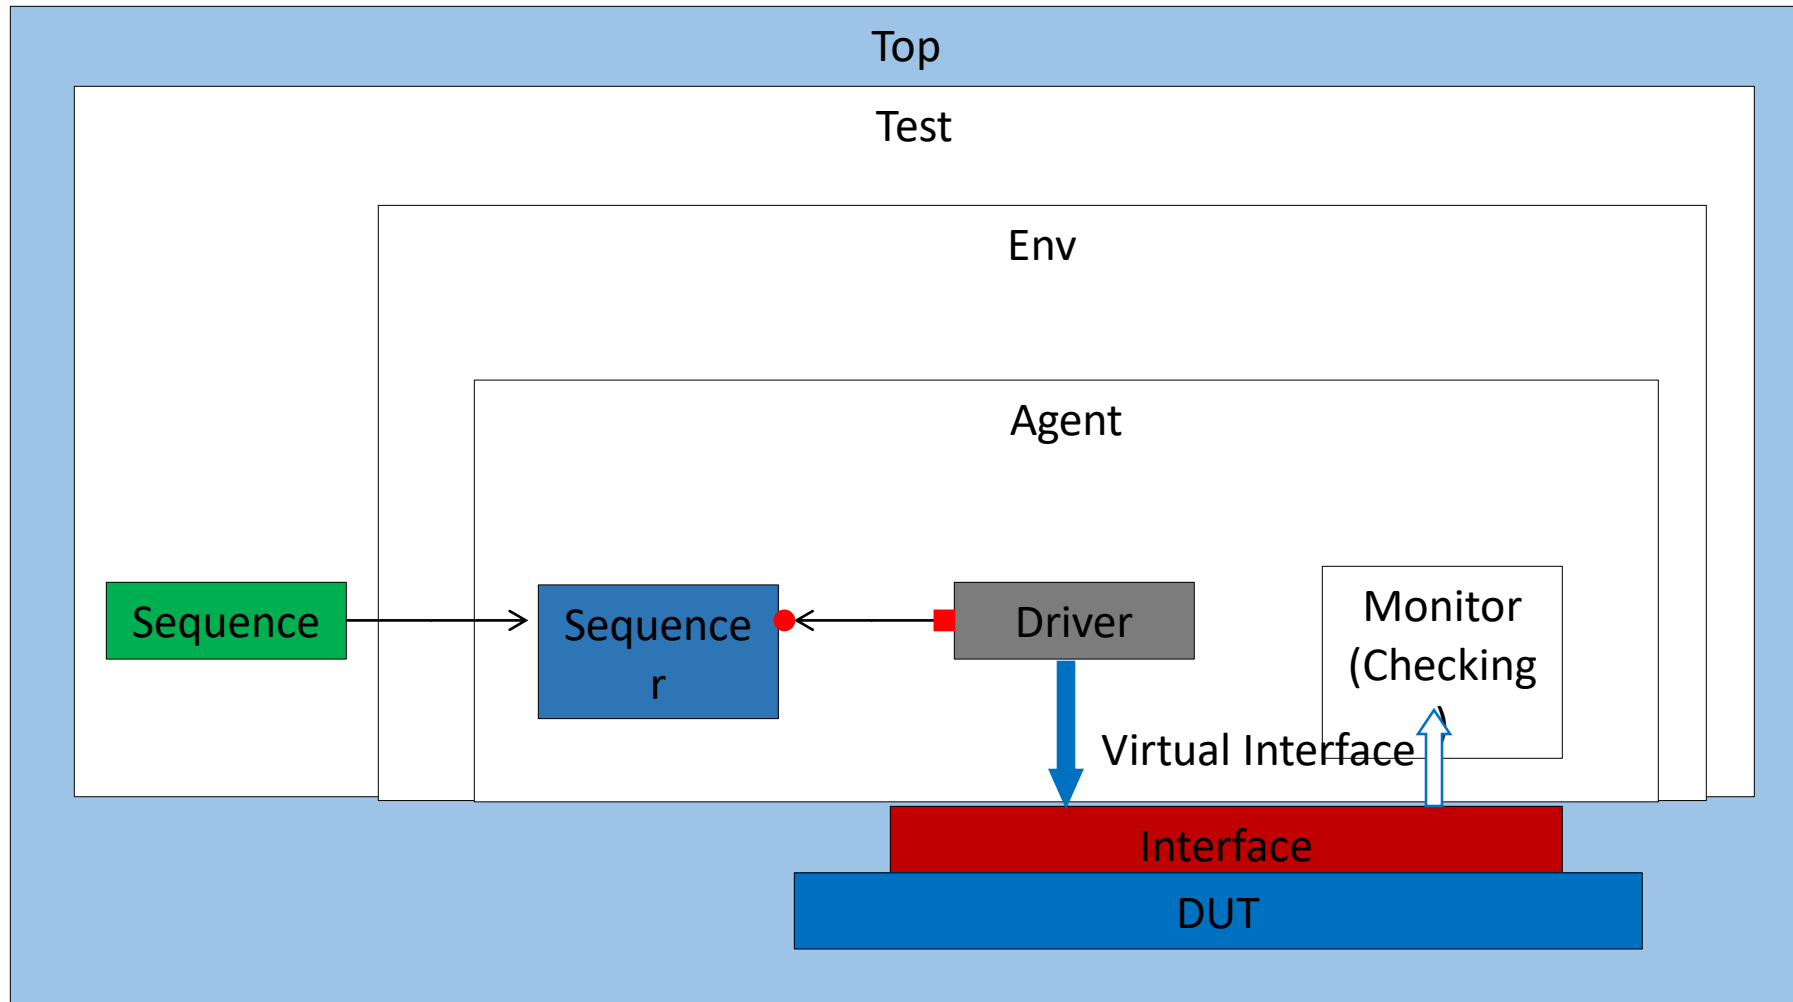 Top
Test
Env
Agent
Sequence
Sequence
r
Driver
Monitor
(Checking
)
Virtual Interface
Interface
DUT